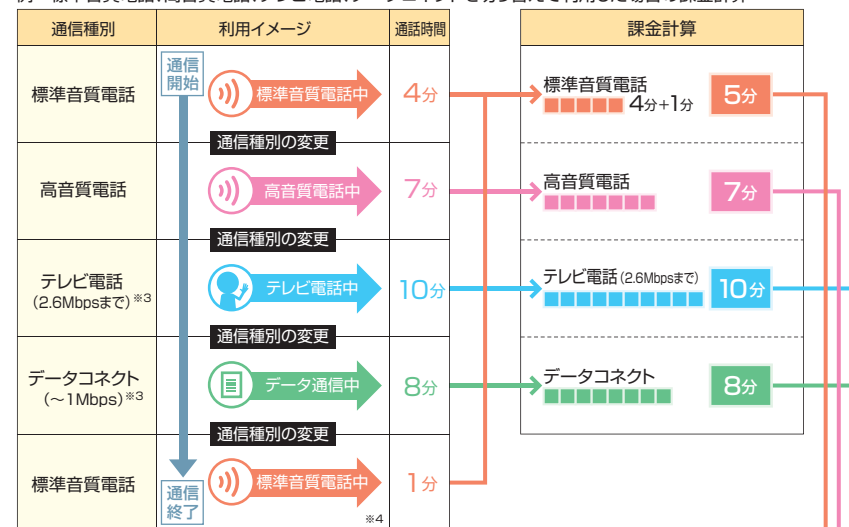 通信種別 利用イメージ 通話時間 課金計算
標準音質電話
通信
開始
標準音質電話中
4分
標準音質電話
4分+1分
5分
通信種別の変更
高音質電話
高音質電話中
7分
高音質電話
7分
通信種別の変更
テレビ電話
(2.6Mbpsまで)※3
テレビ電話中
10分
テレビ電話(2.6Mbpsまで)
10分
通信種別の変更
データコネクト
(~1Mbps)※3
データ通信中
8分
データコネクト
8分
通信種別の変更
標準音質電話
通信
終了
標準音質電話中
1分
※4